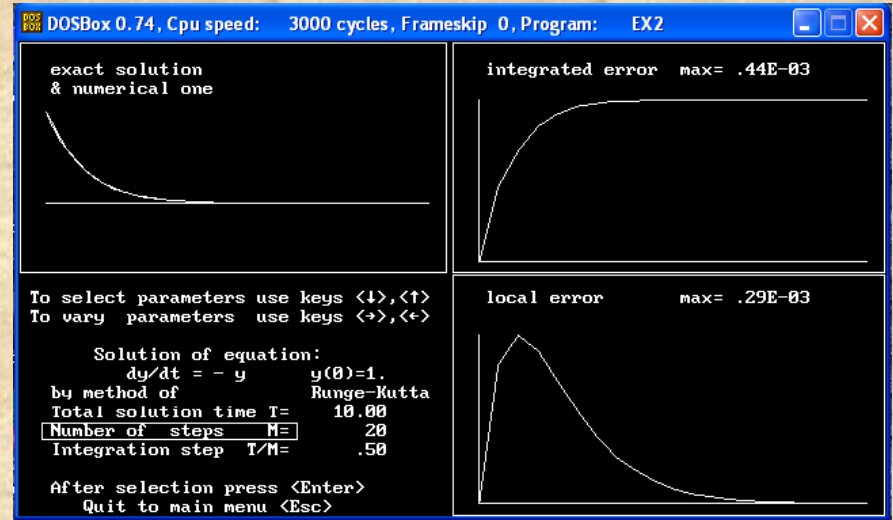 DOS BOX DOSBox 0.74, Cpu speed: 3000 cycles, Frameskip 0, Program: EX2
exact solution
& numerical one
integrated error max= .44E-03
To select parameters use keys <↓>,<↑>
To vary parameters use keys <→>,<←>
Solution of equation:
dy/dt = - y y(0)=1.
by method of Runge-Kutta
Total solution time T= 10.00
Number of steps M= 20
Integration step T/M= .50
After selection press <Enter>
Quit to main menu <Esc>
local error max= .29E-03